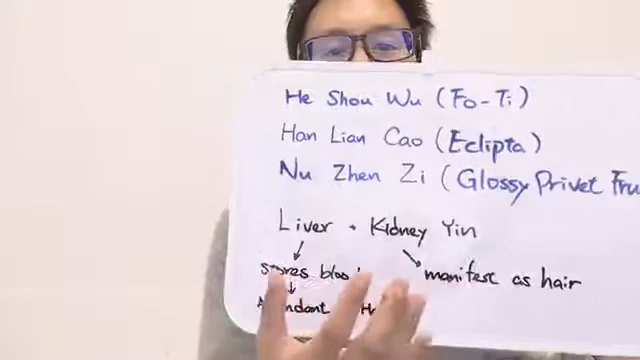 He Shou Wu (Fo-Ti)
Han Lian Cao (Eclipta)
Nu Zhen Zi (Glossy Privet
Liver + Kidney Yin
stores manifest as hair